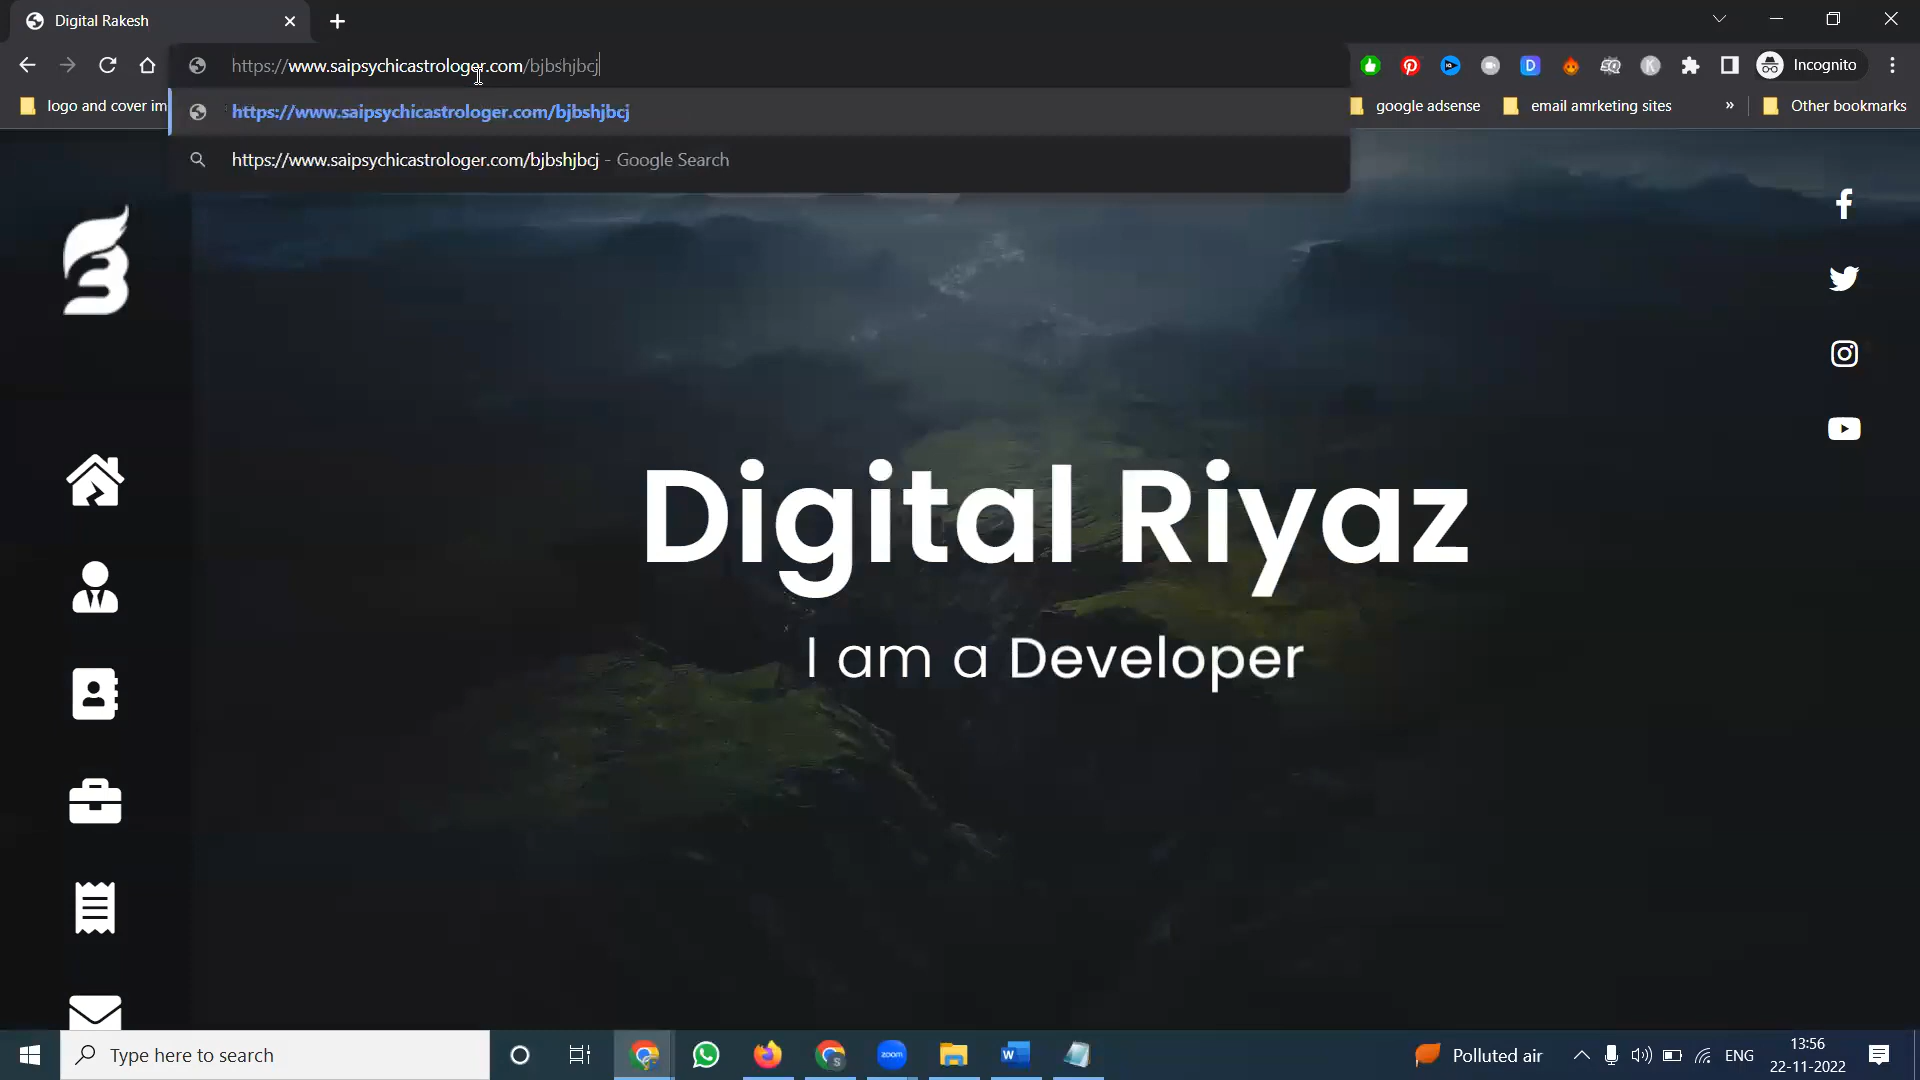 Digital Rakesh
https://www.saipsychicastrologer.com/bjbshjbcj
Incognito
logo and cover im
https://www.saipsychicastrologer.com/bjbshjbcj
google adsense
email amrketing sites
»
Other bookmarks
https://www.saipsychicastrologer.com/bjbshjbcj - Google Search
Digital Riyaz
I am a Developer
Type here to search
zoom
Polluted air
ENG
13:56
22-11-2022